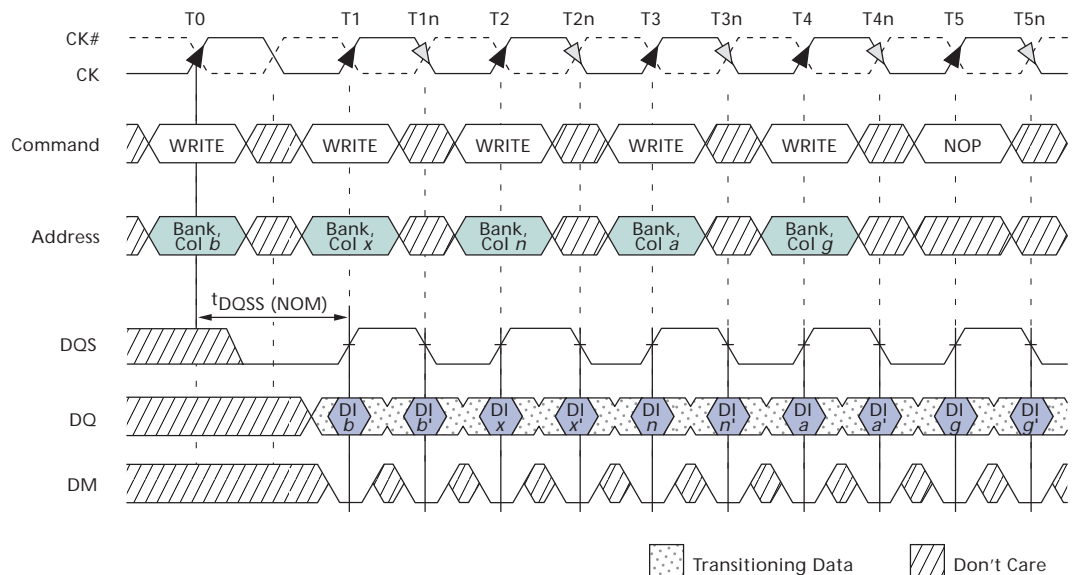 T0 T1 T1n T2 T2n T3 T3n T4 T4n T5 T5n
CK#
CK
Command WRITE WRITE WRITE WRITE WRITE NOP
Address
Bank, Col b
Bank, Col x
Bank, Col n
Bank, Col a
Bank, Col g
tDQSS (NOM)
DQS
DQ
DI b
DI b'
DI x
DI x'
DI n
DI n'
DI a
DI a'
DI g
DI g'
DM
Transitioning Data
Don't Care